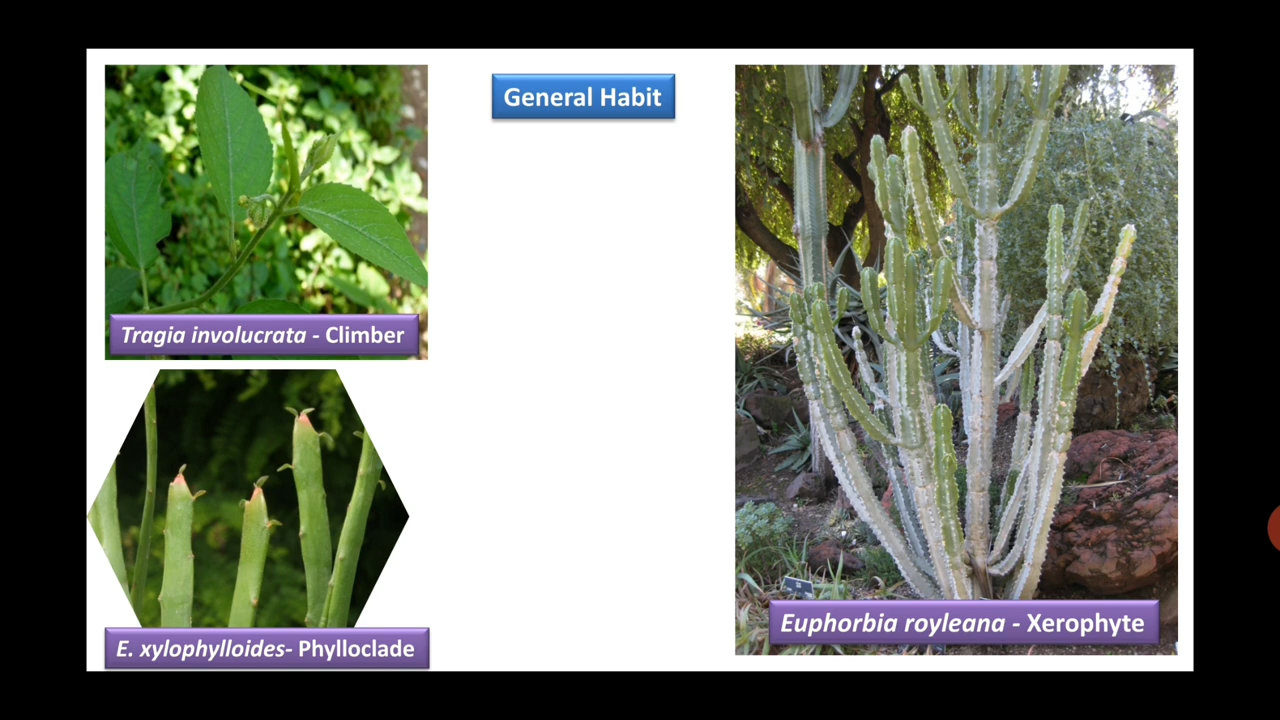 General Habit
Tragia involucrata - Climber
E. xylophylloides- Phylloclade
Euphorbia royleana - Xerophyte